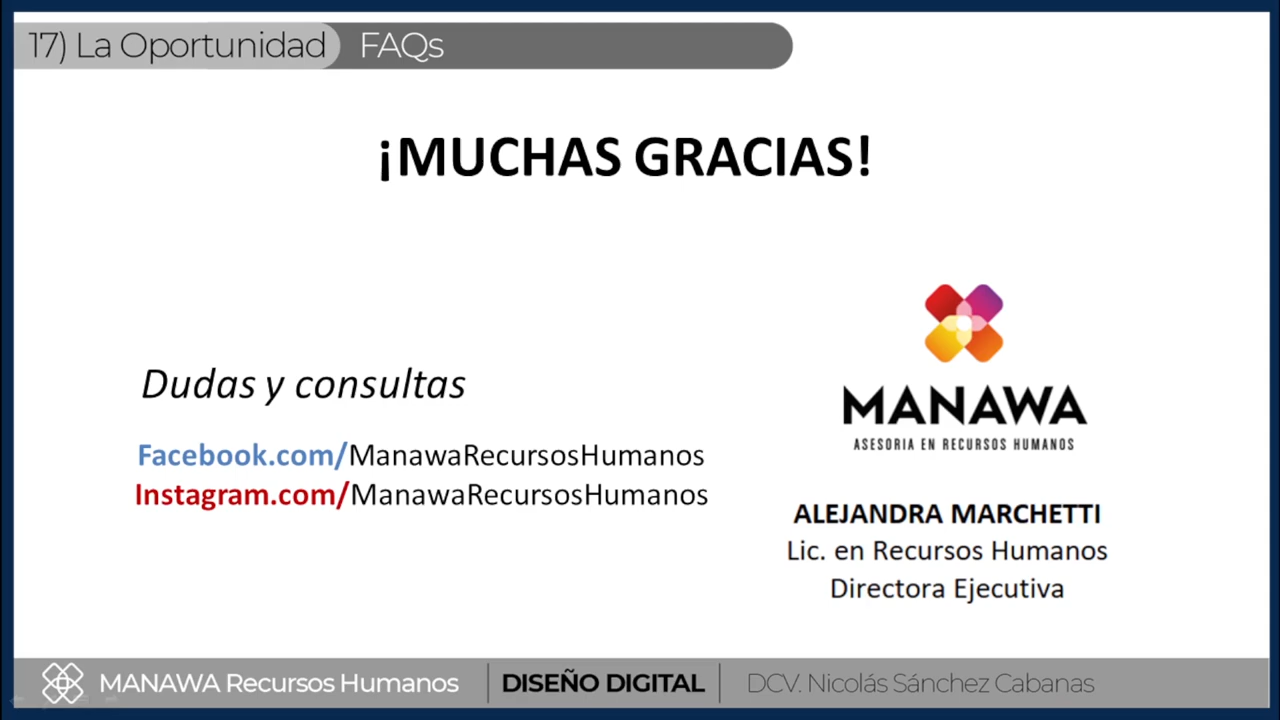 17) La Oportunidad FAQs
¡MUCHAS GRACIAS!
Dudas y consultas
Facebook.com/ManawaRecursosHumanos
Instagram.com/ManawaRecursosHumanos
MANAWA
ASESORIA EN RECURSOS HUMANOS
ALEJANDRA MARCHETTI
Lic. en Recursos Humanos
Directora Ejecutiva
MANAWA Recursos Humanos DISEÑO DIGITAL DCV. Nicolás Sánchez Cabanas